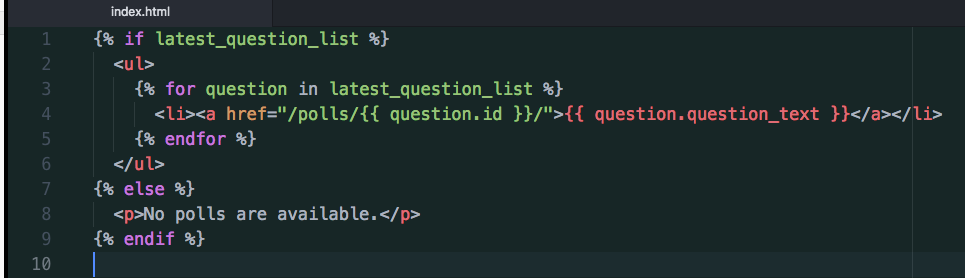 index.html
1 {% if latest_question_list %}
2 <ul>
3 {% for question in latest_question_list %}
4 <li><a href="/polls/{{ question.id }}/">{{ question.question_text }}</a></li>
5 {% endfor %}
6 </ul>
7 {% else %}
8 <p>No polls are available.</p>
9 {% endif %}
10